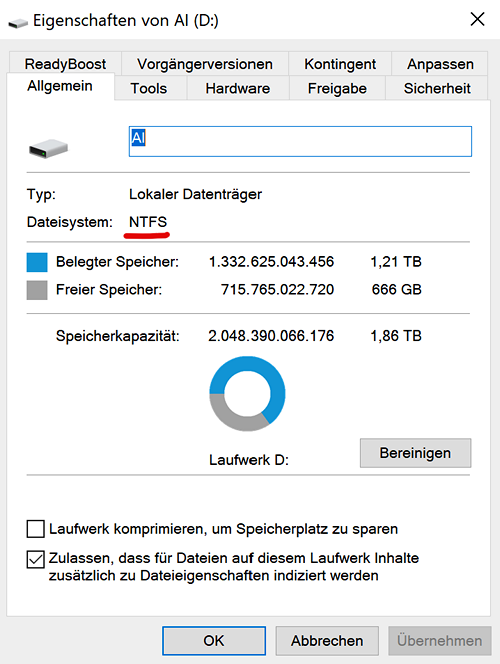 Eigenschaften von AI (D:)
ReadyBoost Vorgängerversionen Kontingent Anpassen
Allgemein Tools Hardware Freigabe Sicherheit
AI
Typ: Lokaler Datenträger
Dateisystem: NTFS
Belegter Speicher: 1.332.625.043.456 1,21 TB
Freier Speicher: 715.765.022.720 666 GB
Speicherkapazität: 2.048.390.066.176 1,86 TB
Laufwerk D:
Bereinigen
Laufwerk komprimieren, um Speicherplatz zu sparen
Zulassen, dass für Dateien auf diesem Laufwerk Inhalte
zusätzlich zu Dateieigenschaften indiziert werden
OK Abbrechen Übernehmen